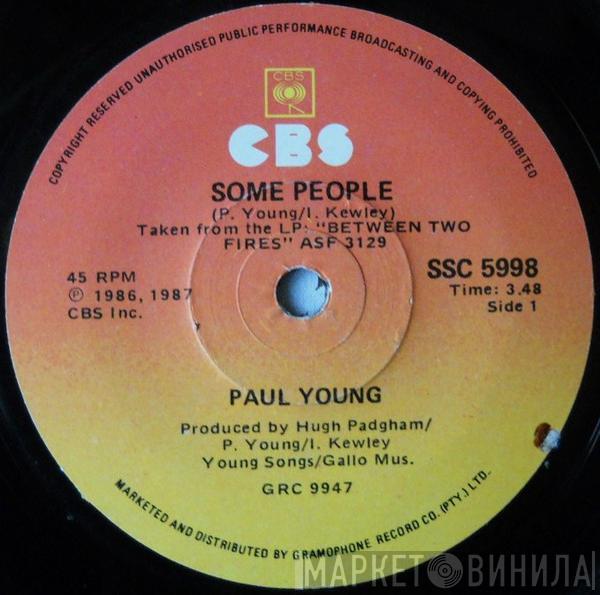 COPYRIGHT RESERVED UNAUTHORISED PUBLIC PERFORMANCE BROADCASTING AND COPYING PROHIBITED
CBS
CBS
SOME PEOPLE
(P. Young/I. Kewley)
Taken from the LP: "BETWEEN TWO
FIRES" ASF 3129
45 RPM
℗ 1986, 1987
CBS Inc.
SSC 5998
Time: 3.48
Side 1
PAUL YOUNG
Produced by Hugh Padgham/
P. Young/I. Kewley
Young Songs/Gallo Mus.
GRC 9947
MARKETED AND DISTRIBUTED BY GRAMOPHONE RECORD CO. (PTY.) LTD.
МАРКЕТ ВИНИЛА